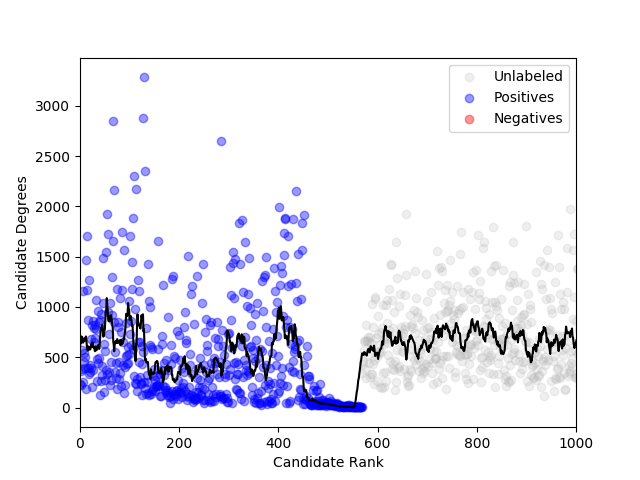 Unlabeled
Positives
Negatives
3000
2500
2000
1500
1000
500
0
Candidate Degrees
0 200 400 600 800 1000
Candidate Rank